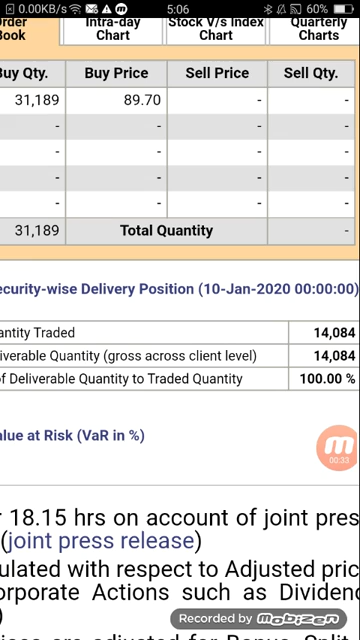 0.00KB/s 5:06 60%
Order Book
Intra-day Chart
Stock V/s Index Chart
Quarterly Charts
Buy Qty. Buy Price Sell Price Sell Qty.
31,189 89.70 - -
- - - -
- - - -
- - - -
- - - -
31,189 Total Quantity -
ecurity-wise Delivery Position (10-Jan-2020 00:00:00)
antity Traded 14,084
iverable Quantity (gross across client level) 14,084
of Deliverable Quantity to Traded Quantity 100.00 %
alue at Risk (VaR in %)
00:33
r 18.15 hrs on account of joint pres
(joint press release)
ulated with respect to Adjusted pric
orporate Actions such as Dividend
)
Recorded by mobizen